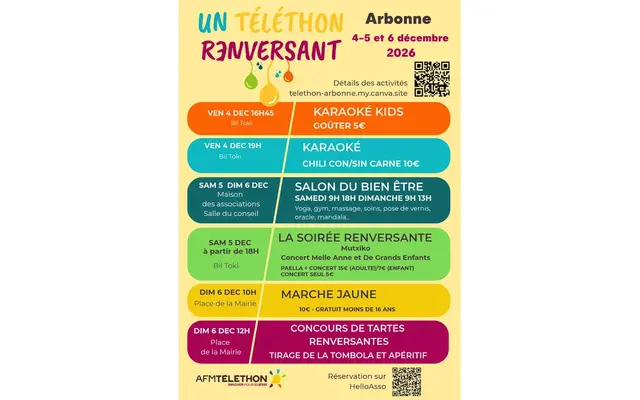 UN TÉLÉTHON
RENVERSANT
Arbonne
4-5 et 6 décembre
2026
Détails des activités
telethon-arbonne.my.canva.site
VEN 4 DEC 16H45
Bil Toki
KARAOKÉ KIDS
GOÛTER 5€
VEN 4 DEC 19H
Bil Toki
KARAOKÉ
CHILI CON/SIN CARNE 10€
SAM 5 DIM 6 DEC
Maison
des associations
Salle du conseil
SALON DU BIEN ÊTRE
SAMEDI 9H 18H DIMANCHE 9H 13H
Yoga, gym, massage, soins, pose de vernis,
oracle, mandala...
SAM 5 DEC
à partir de 18H
Bil Toki
LA SOIRÉE RENVERSANTE
Mutxiko
Concert Melle Anne et De Grands Enfants
PAELLA + CONCERT 15€ (ADULTE)/7€ (ENFANT)
CONCERT SEUL 5€
DIM 6 DEC 10H
Place de la Mairie
MARCHE JAUNE
10€ - GRATUIT MOINS DE 16 ANS
DIM 6 DEC 12H
Place
de la Mairie
CONCOURS DE TARTES
RENVERSANTES
TIRAGE DE LA TOMBOLA ET APÉRITIF
AFMTELETHON
INNOVER POUR GUÉRIR
Réservation sur
HelloAsso